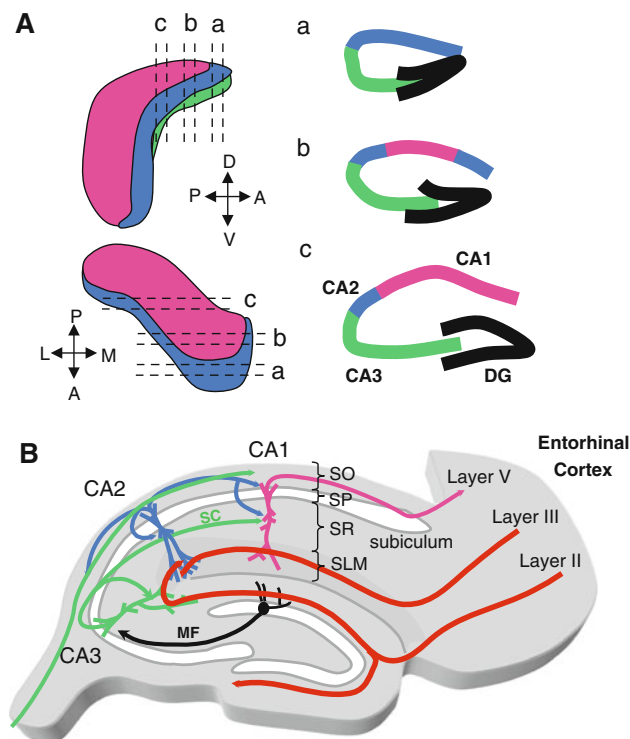 A
c b a
D
P A
V
P
L M
A
c
b
a
a
b
c
CA1
CA2
CA3
DG
B
CA1
CA2
CA3
SC
MF
SO
SP
SR
SLM
subiculum
Entorhinal
Cortex
Layer V
Layer III
Layer II